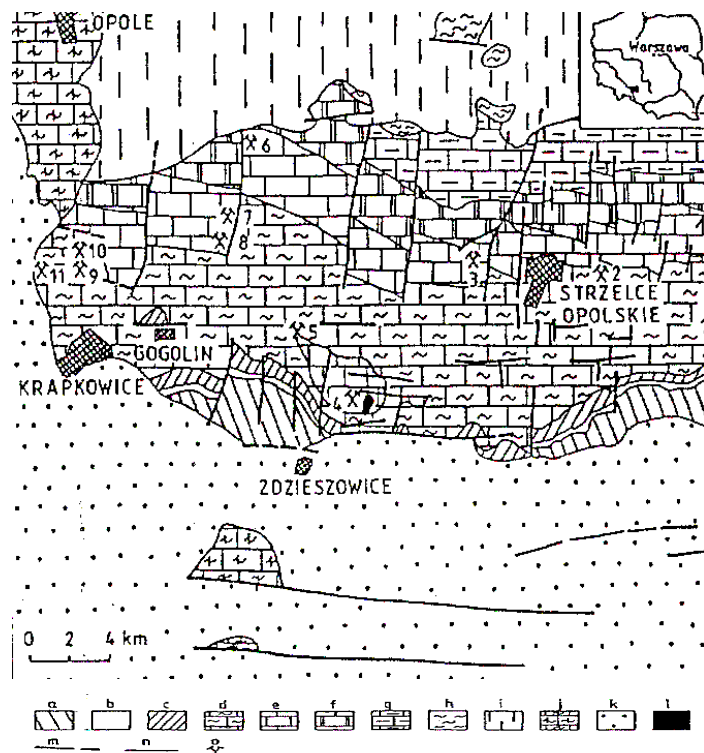 OPOLE
Warszawa
6
7
8
10
11 9
3
2
STRZELCE
OPOLSKIE
5
GOGOLIN
KRAPKOWICE
4
ZDZIESZOWICE
0 2 4 km
a b c d e f g h i j k l
m n o